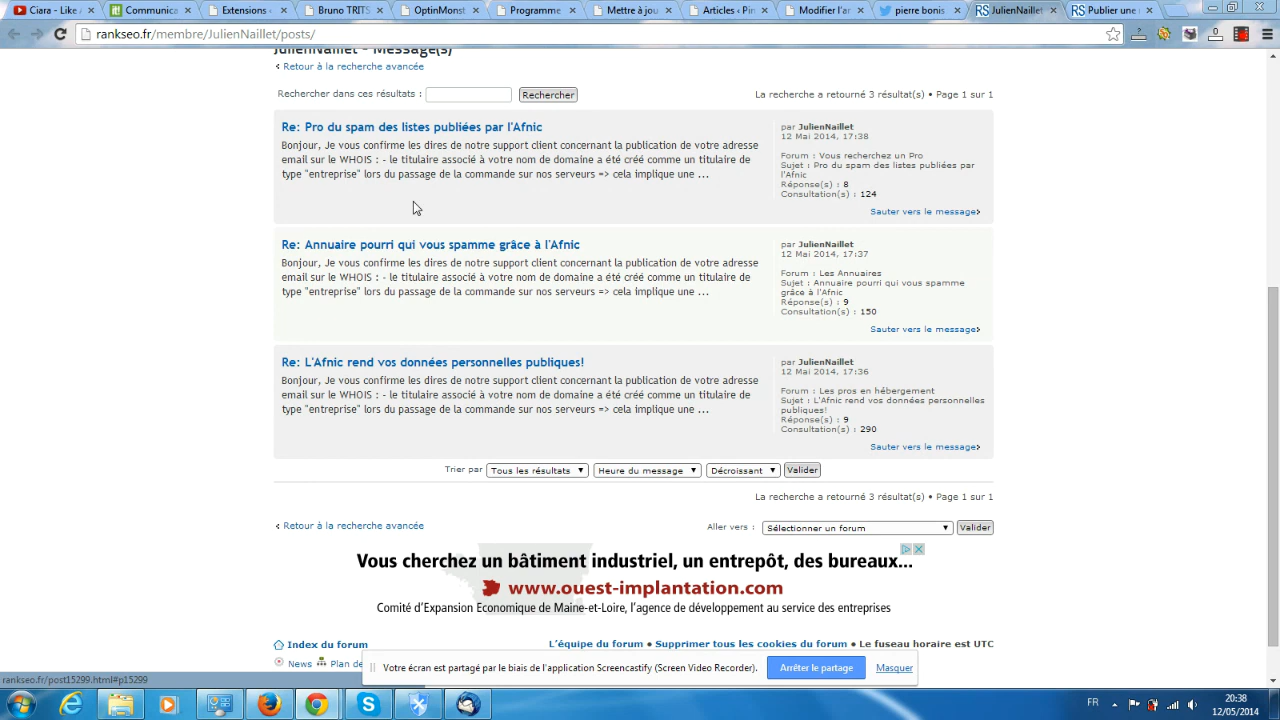 Ciara - Like
Communica
Extensions
Bruno TRITS
OptinMonst
Programme
Mettre à jou
Articles ‹ Pin
Modifier l'ar
pierre bonis
JulienNaillet
Publier une
rankseo.fr/membre/JulienNaillet/posts/
JulienNaillet - Message(s)
Retour à la recherche avancée
Rechercher dans ces résultats :
Rechercher
La recherche a retourné 3 résultat(s) • Page 1 sur 1
Re: Pro du spam des listes publiées par l'Afnic
Bonjour, Je vous confirme les dires de notre support client concernant la publication de votre adresse
email sur le WHOIS : - le titulaire associé à votre nom de domaine a été créé comme un titulaire de
type "entreprise" lors du passage de la commande sur nos serveurs => cela implique une ...
par JulienNaillet
12 Mai 2014, 17:38
Forum : Vous recherchez un Pro
Sujet : Pro du spam des listes publiées par
l'Afnic
Réponse(s) : 8
Consultation(s) : 124
Sauter vers le message
Re: Annuaire pourri qui vous spamme grâce à l'Afnic
Bonjour, Je vous confirme les dires de notre support client concernant la publication de votre adresse
email sur le WHOIS : - le titulaire associé à votre nom de domaine a été créé comme un titulaire de
type "entreprise" lors du passage de la commande sur nos serveurs => cela implique une ...
par JulienNaillet
12 Mai 2014, 17:37
Forum : Les Annuaires
Sujet : Annuaire pourri qui vous spamme
grâce à l'Afnic
Réponse(s) : 9
Consultation(s) : 150
Sauter vers le message
Re: L'Afnic rend vos données personnelles publiques!
Bonjour, Je vous confirme les dires de notre support client concernant la publication de votre adresse
email sur le WHOIS : - le titulaire associé à votre nom de domaine a été créé comme un titulaire de
type "entreprise" lors du passage de la commande sur nos serveurs => cela implique une ...
par JulienNaillet
12 Mai 2014, 17:36
Forum : Les pros en hébergement
Sujet : L'Afnic rend vos données personnelles
publiques!
Réponse(s) : 9
Consultation(s) : 290
Sauter vers le message
Trier par
Tous les résultats
Heure du message
Décroissant
Valider
La recherche a retourné 3 résultat(s) • Page 1 sur 1
Retour à la recherche avancée
Aller vers :
Sélectionner un forum
Valider
Vous cherchez un bâtiment industriel, un entrepôt, des bureaux...
www.ouest-implantation.com
Comité d'Expansion Economique de Maine-et-Loire, l'agence de développement au service des entreprises
Index du forum
L'équipe du forum • Supprimer tous les cookies du forum • Le fuseau horaire est UTC
News
Plan de
Votre écran est partagé par le biais de l'application Screencastify (Screen Video Recorder).
Arrêter le partage
Masquer
rankseo.fr/post15299.html#p15299
FR
20:38
12/05/2014